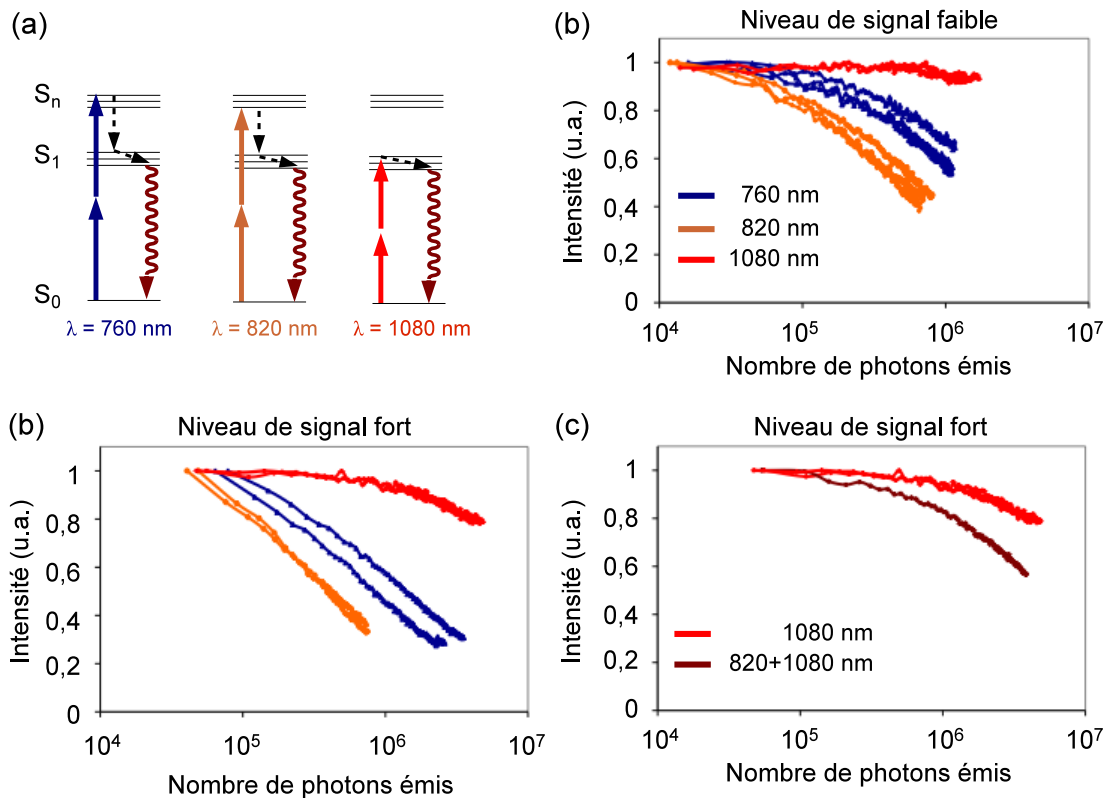 (a)
Sₙ
S₁
S₀
λ = 760 nm
λ = 820 nm
λ = 1080 nm
(b)
Niveau de signal faible
Intensité (u.a.)
1
0,8
0,6
0,4
0,2
0
760 nm
820 nm
1080 nm
10⁴
10⁵
10⁶
10⁷
Nombre de photons émis
(b)
Niveau de signal fort
Intensité (u.a.)
1
0,8
0,6
0,4
0,2
0
10⁴
10⁵
10⁶
10⁷
Nombre de photons émis
(c)
Niveau de signal fort
Intensité (u.a.)
1
0,8
0,6
0,4
0,2
0
1080 nm
820+1080 nm
10⁴
10⁵
10⁶
10⁷
Nombre de photons émis